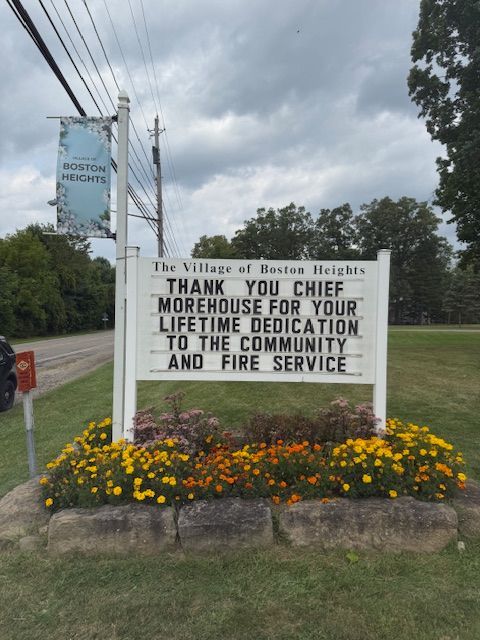 VILLAGE OF
BOSTON
HEIGHTS
The Village of Boston Heights
THANK YOU CHIEF
MOREHOUSE FOR YOUR
LIFETIME DEDICATION
TO THE COMMUNITY
AND FIRE SERVICE